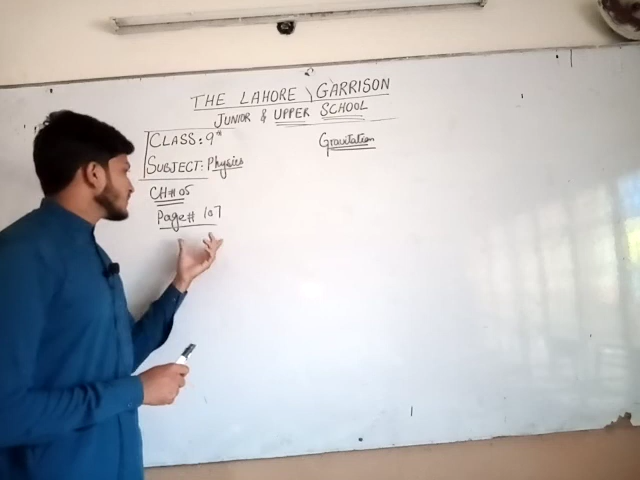 THE LAHORE GARRISON
JUNIOR & UPPER SCHOOL
CLASS: 9th
Gravitation
SUBJECT: Physics
CH# 05
Page# 107